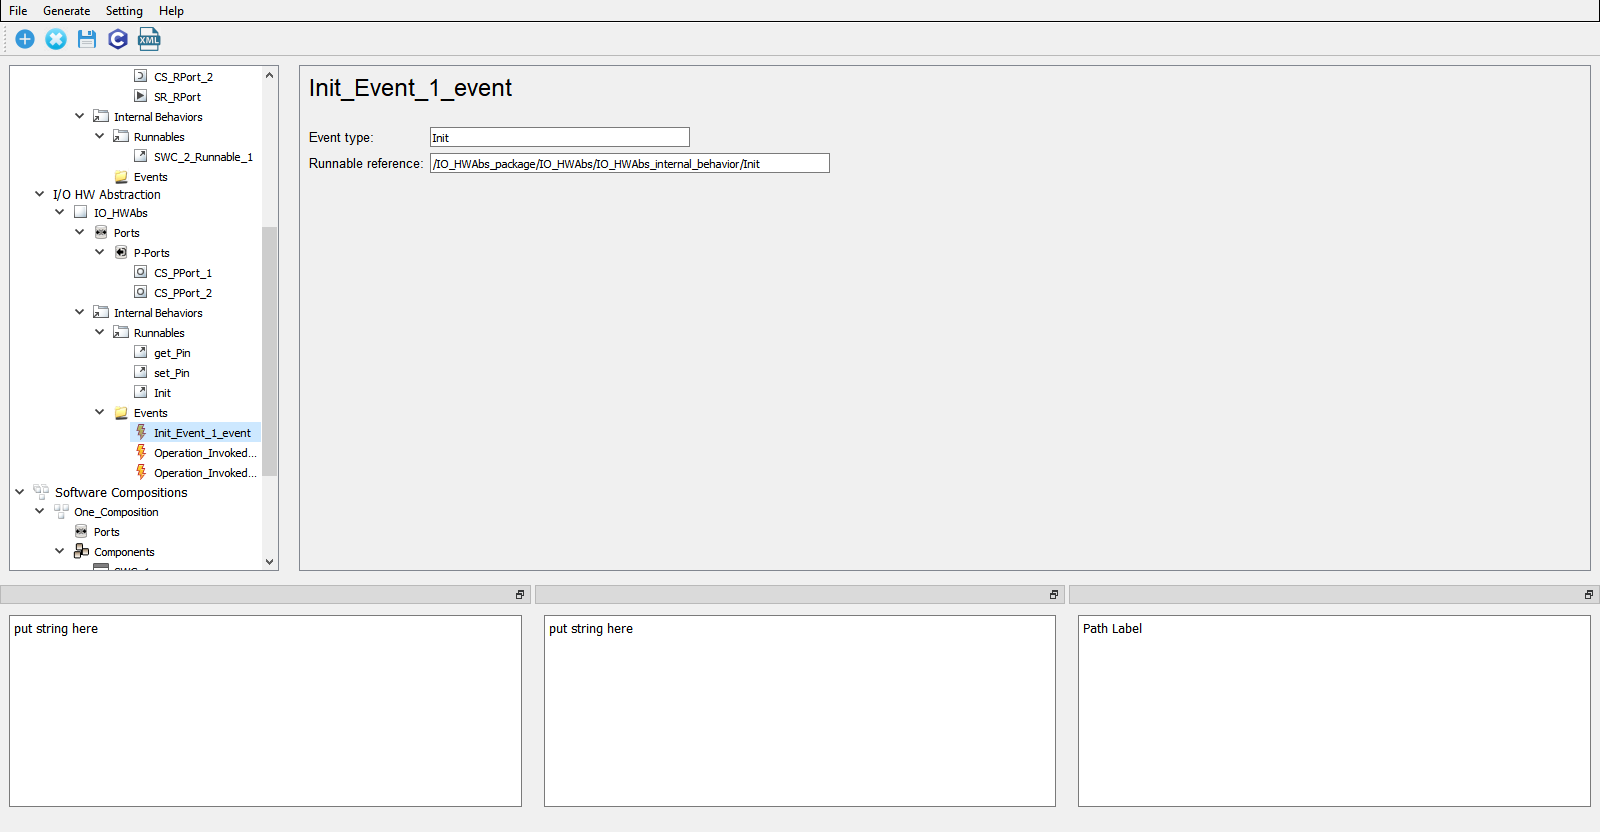 File Generate Setting Help
XML
CS_RPort_2
SR_RPort
Internal Behaviors
Runnables
SWC_2_Runnable_1
Events
I/O HW Abstraction
IO_HWAbs
Ports
P-Ports
CS_PPort_1
CS_PPort_2
Internal Behaviors
Runnables
get_Pin
set_Pin
Init
Events
Init_Event_1_event
Operation_Invoked...
Operation_Invoked...
Software Compositions
One_Composition
Ports
Components
Init_Event_1_event
Event type: Init
Runnable reference: /IO_HWAbs_package/IO_HWAbs/IO_HWAbs_internal_behavior/Init
put string here
put string here
Path Label